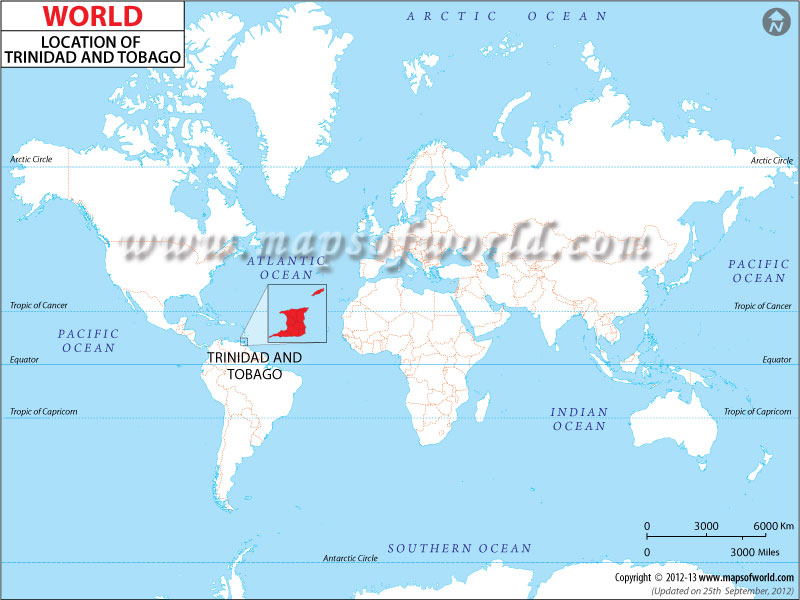 WORLD
LOCATION OF
TRINIDAD AND TOBAGO
ARCTIC OCEAN
N
Arctic Circle
Arctic Circle
www.mapsofworld.com
ATLANTIC
OCEAN
PACIFIC
OCEAN
Tropic of Cancer
Tropic of Cancer
PACIFIC
OCEAN
Equator
TRINIDAD AND
TOBAGO
Equator
Tropic of Capricorn
INDIAN
OCEAN
Tropic of Capricorn
0 3000 6000 Km
0 3000 Miles
SOUTHERN OCEAN
Antarctic Circle
Copyright © 2012-13 www.mapsofworld.com
(Updated on 25th September, 2012)